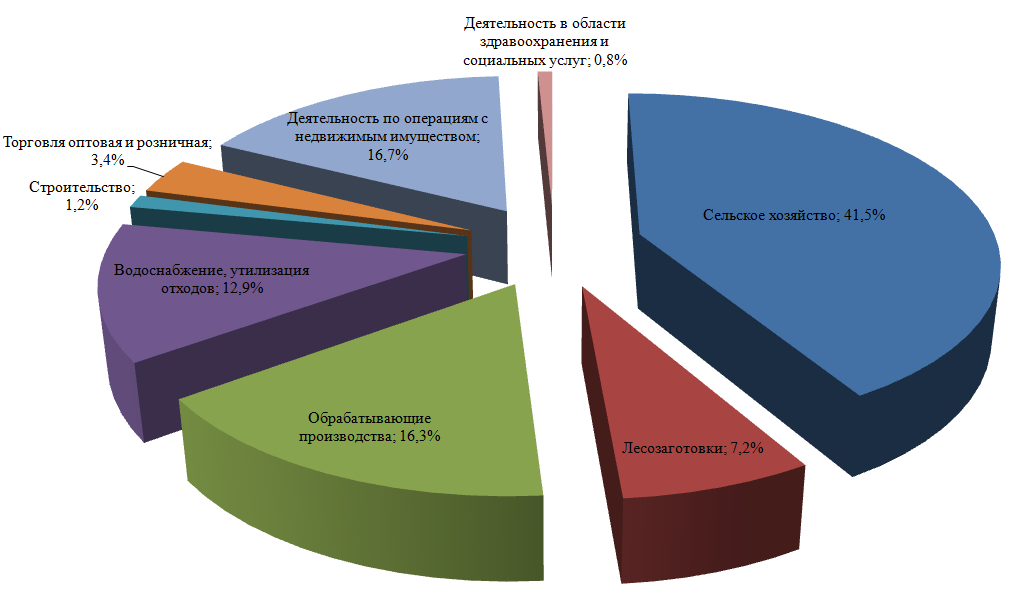 Деятельность в области
здравоохранения и
социальных услуг; 0,8%
Деятельность по операциям с
недвижимым имуществом;
16,7%
Торговля оптовая и розничная;
3,4%
Строительство;
1,2%
Сельское хозяйство; 41,5%
Водоснабжение, утилизация
отходов; 12,9%
Обрабатывающие
производства; 16,3%
Лесозаготовки; 7,2%